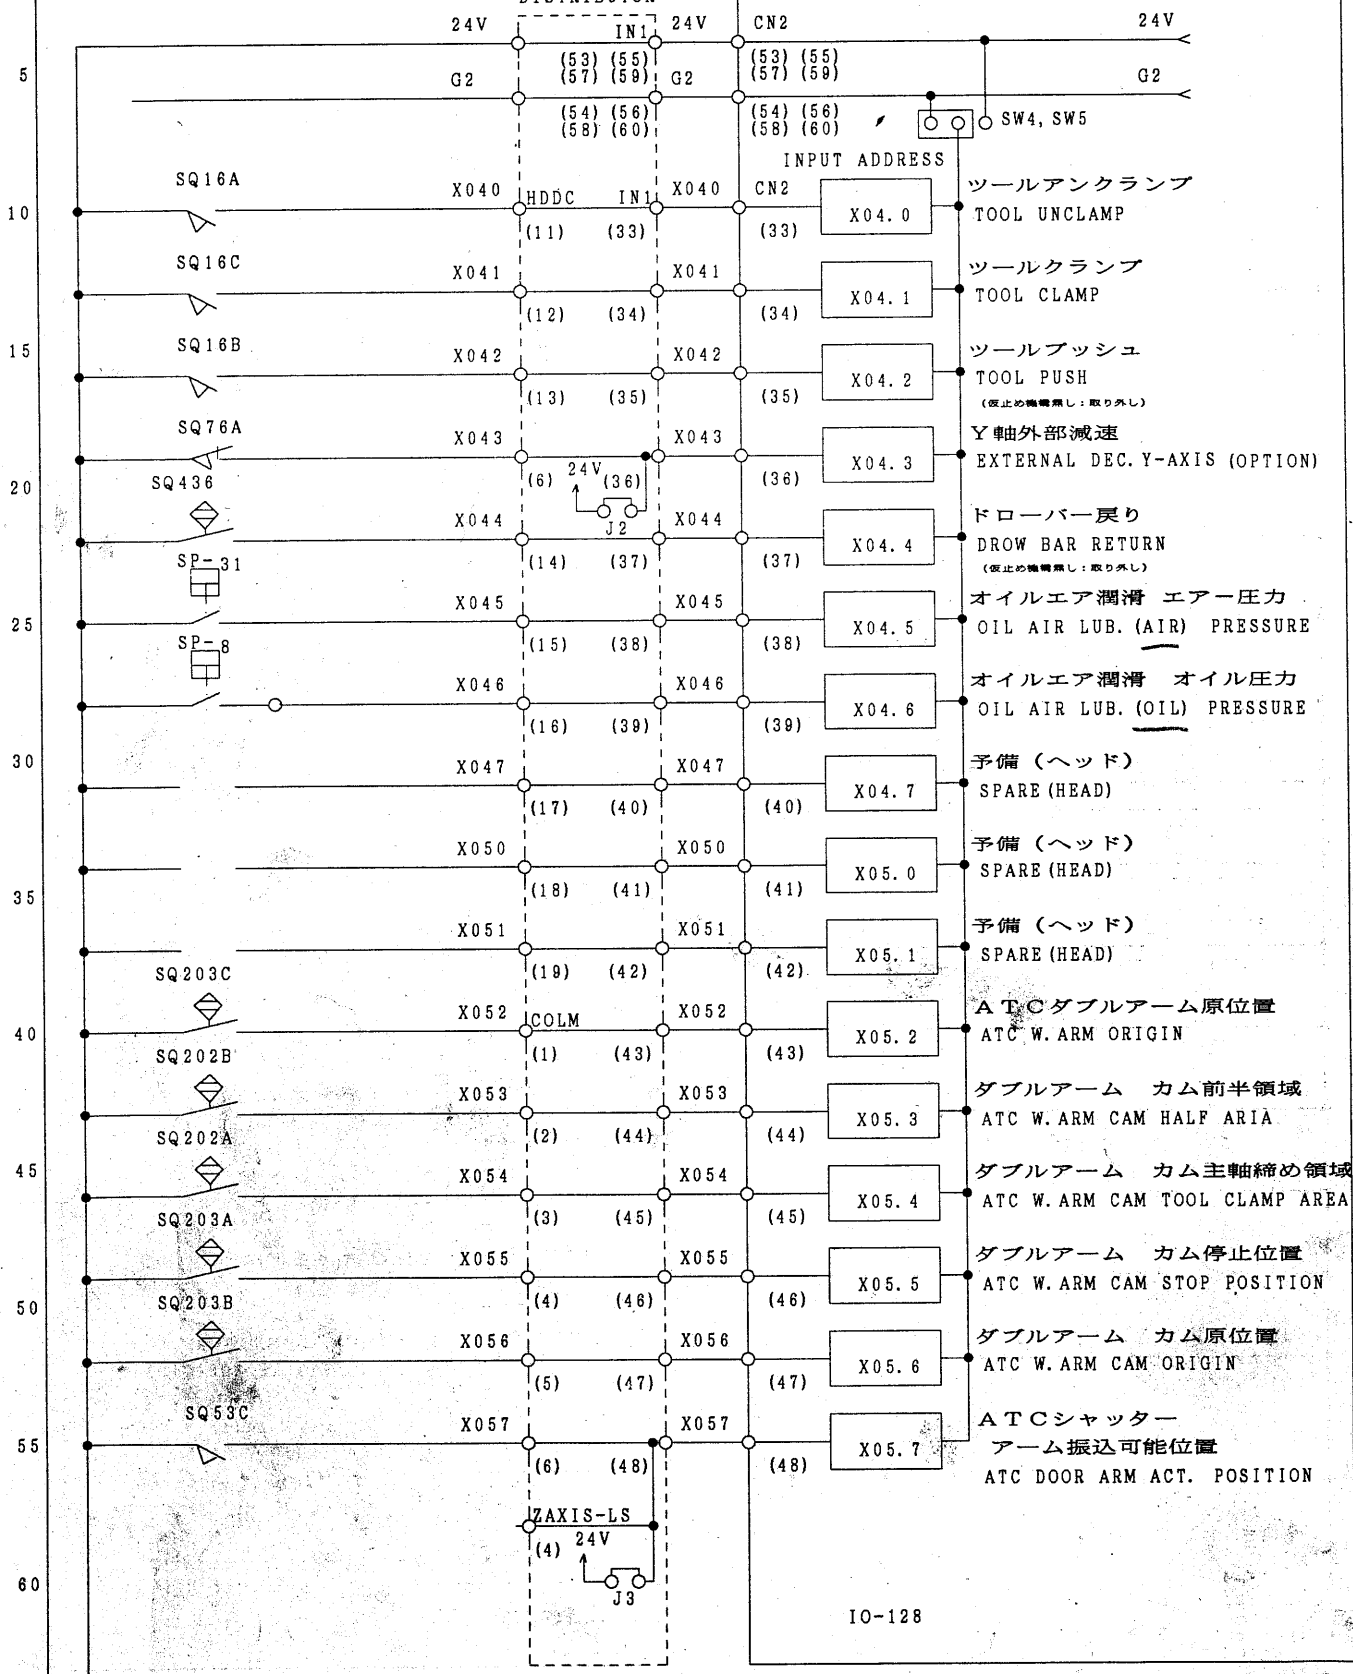 DISTRIBUTOR
24V IN1 24V CN2 24V
(53) (55) (53) (55)
5 (57) (59) (57) (59)
G2 G2 G2
(54) (56) (54) (56)
(58) (60) (58) (60) SW4, SW5
INPUT ADDRESS
SQ16A X040 HDDC IN1 X040 CN2 X04.0 ツールアンクランプ
10 (11) (33) (33) TOOL UNCLAMP
SQ16C X041 X041 X04.1 ツールクランプ
(12) (34) (34) TOOL CLAMP
15 SQ16B X042 X042 X04.2 ツールプッシュ
(13) (35) (35) TOOL PUSH
(仮止め機構無し:取り外し)
SQ76A X043 X043 X04.3 Y軸外部減速
(6) 24V (36) (36) EXTERNAL DEC. Y-AXIS (OPTION)
20 SQ436 J2
X044 X044 X04.4 ドローバー戻り
(14) (37) (37) DROW BAR RETURN
(仮止め機構無し:取り外し)
SP-31 X045 X045 X04.5 オイルエア潤滑 エアー圧力
25 (15) (38) (38) OIL AIR LUB. (AIR) PRESSURE
SP-8 X046 X046 X04.6 オイルエア潤滑 オイル圧力
(16) (39) (39) OIL AIR LUB. (OIL) PRESSURE
30 X047 X047 X04.7 予備(ヘッド)
(17) (40) (40) SPARE (HEAD)
X050 X050 X05.0 予備(ヘッド)
35 (18) (41) (41) SPARE (HEAD)
X051 X051 X05.1 予備(ヘッド)
(19) (42) (42) SPARE (HEAD)
SQ203C X052 COLM X052 X05.2 ATCダブルアーム原位置
40 (1) (43) (43) ATC W. ARM ORIGIN
SQ202B X053 X053 X05.3 ダブルアーム カム前半領域
(2) (44) (44) ATC W. ARM CAM HALF ARIA
45 SQ202A X054 X054 X05.4 ダブルアーム カム主軸締め領域
(3) (45) (45) ATC W. ARM CAM TOOL CLAMP AREA
SQ203A X055 X055 X05.5 ダブルアーム カム停止位置
50 (4) (46) (46) ATC W. ARM CAM STOP POSITION
SQ203B X056 X056 X05.6 ダブルアーム カム原位置
(5) (47) (47) ATC W. ARM CAM ORIGIN
SQ53C X057 X057 X05.7 ATCシャッター
55 アーム振込可能位置
(6) (48) (48) ATC DOOR ARM ACT. POSITION
ZAXIS-LS
(4) 24V
60 J3
IO-128